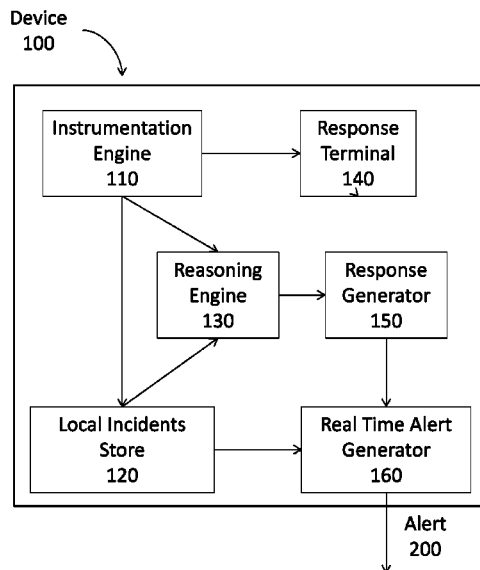 Device
100
Instrumentation
Engine
110
Response
Terminal
140
Reasoning
Engine
130
Response
Generator
150
Local Incidents
Store
120
Real Time Alert
Generator
160
Alert
200